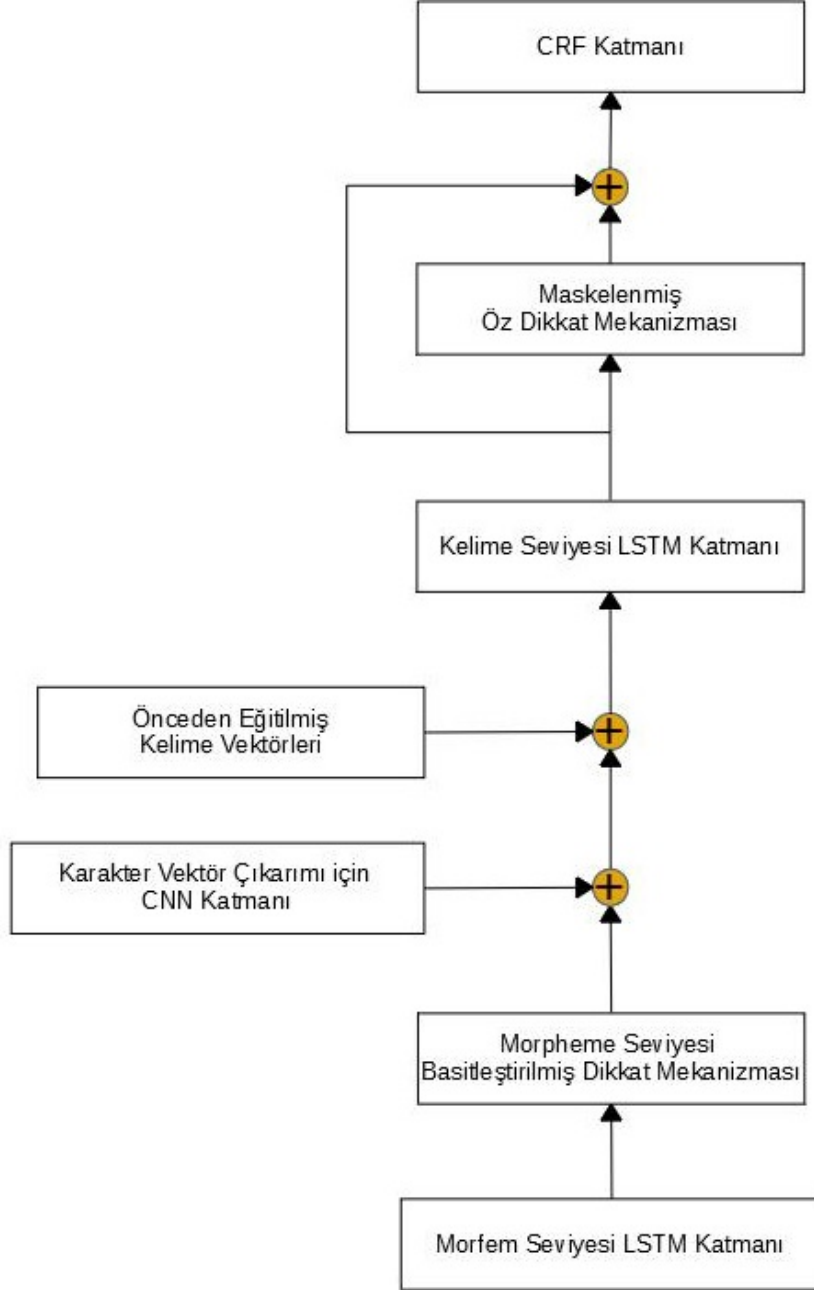 CRF Katmanı
Maskelenmiş
Öz Dikkat Mekanizması
Kelime Seviyesi LSTM Katmanı
Önceden Eğitilmiş
Kelime Vektörleri
Karakter Vektör Çıkarımı için
CNN Katmanı
Morpheme Seviyesi
Basitleştirilmiş Dikkat Mekanizması
Morfem Seviyesi LSTM Katmanı